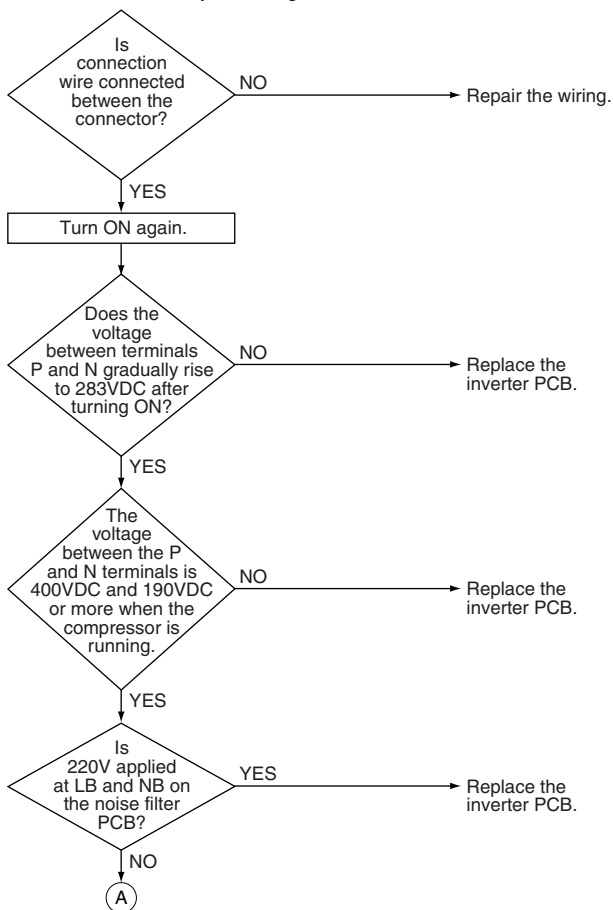 Is
connection
wire connected
between the
connector?
NO
Repair the wiring.
YES
Turn ON again.
Does the
voltage
between terminals
P and N gradually rise
to 283VDC after
turning ON?
NO
Replace the
inverter PCB.
YES
The
voltage
between the P
and N terminals is
400VDC and 190VDC
or more when the
compressor is
running.
NO
Replace the
inverter PCB.
YES
Is
220V applied
at LB and NB on
the noise filter
PCB?
YES
Replace the
inverter PCB.
NO
A